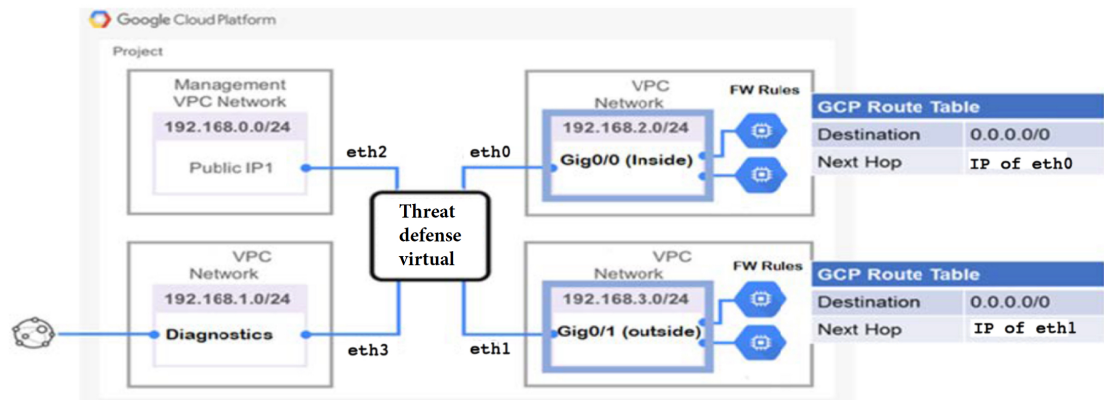 Google Cloud Platform
Project
Management
VPC Network
192.168.0.0/24
Public IP1
eth2
VPC
Network
192.168.1.0/24
Diagnostics
eth3
Threat
defense
virtual
eth0
VPC
Network
192.168.2.0/24
Gig0/0 (Inside)
FW Rules
GCP Route Table
Destination 0.0.0.0/0
Next Hop IP of eth0
eth1
VPC
Network
192.168.3.0/24
Gig0/1 (outside)
FW Rules
GCP Route Table
Destination 0.0.0.0/0
Next Hop IP of eth1